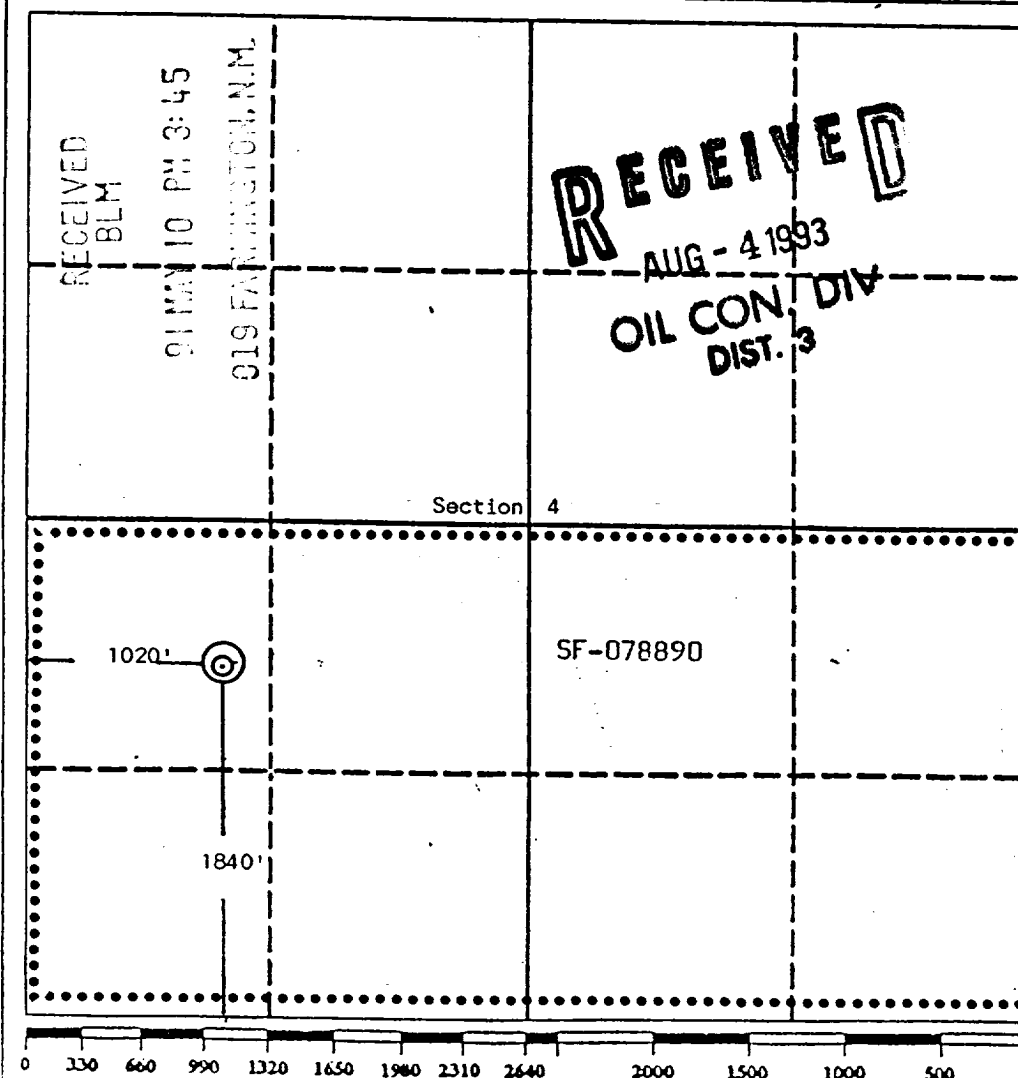 RECEIVED
BLM
91 MAY 10 PM 3:45
019 FARMINGTON, N.M.
RECEIVED
AUG - 4 1993
OIL CON. DIV
DIST. 3
Section 4
1020'
SF-078890
1840'
0 330 660 990 1320 1650 1980 2310 2640 2000 1500 1000 500